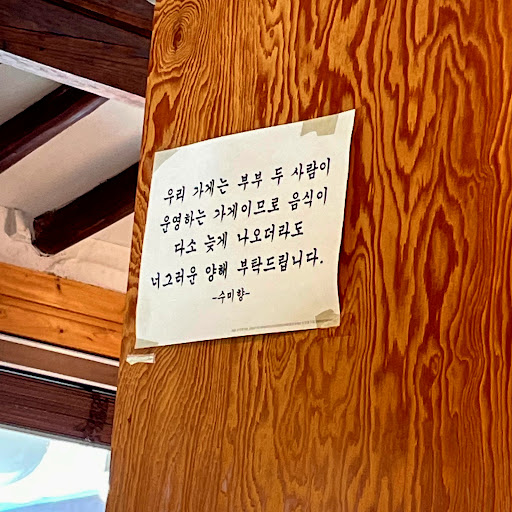 우리 가게는 부부 두 사람이
운영하는 가게이므로 음식이
다소 늦게 나오더라도
너그러운 양해 부탁드립니다.
-수미향-